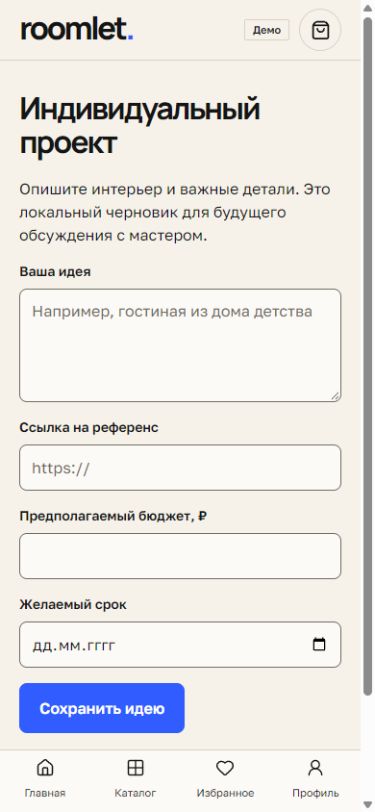 roomlet.
Демо
Индивидуальный
проект
Опишите интерьер и важные детали. Это
локальный черновик для будущего
обсуждения с мастером.
Ваша идея
Например, гостиная из дома детства
Ссылка на референс
https://
Предполагаемый бюджет, ₽
Желаемый срок
дд.мм.гггг
Сохранить идею
Главная
Каталог
Избранное
Профиль